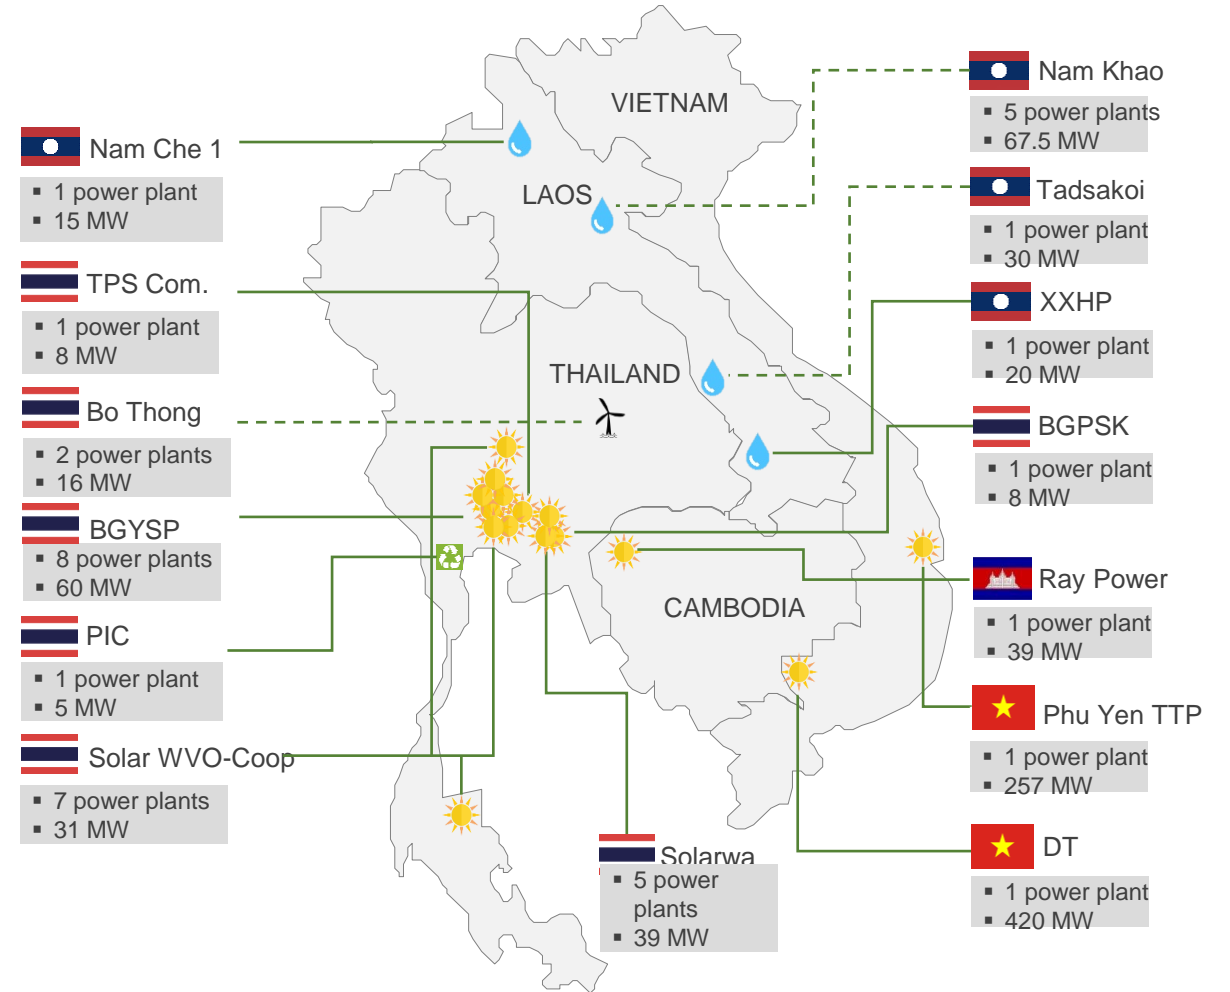 VIETNAM
LAOS
THAILAND
CAMBODIA
Nam Che 1
▪ 1 power plant
▪ 15 MW
TPS Com.
▪ 1 power plant
▪ 8 MW
Bo Thong
▪ 2 power plants
▪ 16 MW
BGYSP
▪ 8 power plants
▪ 60 MW
PIC
▪ 1 power plant
▪ 5 MW
Solar WVO-Coop
▪ 7 power plants
▪ 31 MW
Solarwa
▪ 5 power
plants
▪ 39 MW
Nam Khao
▪ 5 power plants
▪ 67.5 MW
Tadsakoi
▪ 1 power plant
▪ 30 MW
XXHP
▪ 1 power plant
▪ 20 MW
BGPSK
▪ 1 power plant
▪ 8 MW
Ray Power
▪ 1 power plant
▪ 39 MW
Phu Yen TTP
▪ 1 power plant
▪ 257 MW
DT
▪ 1 power plant
▪ 420 MW